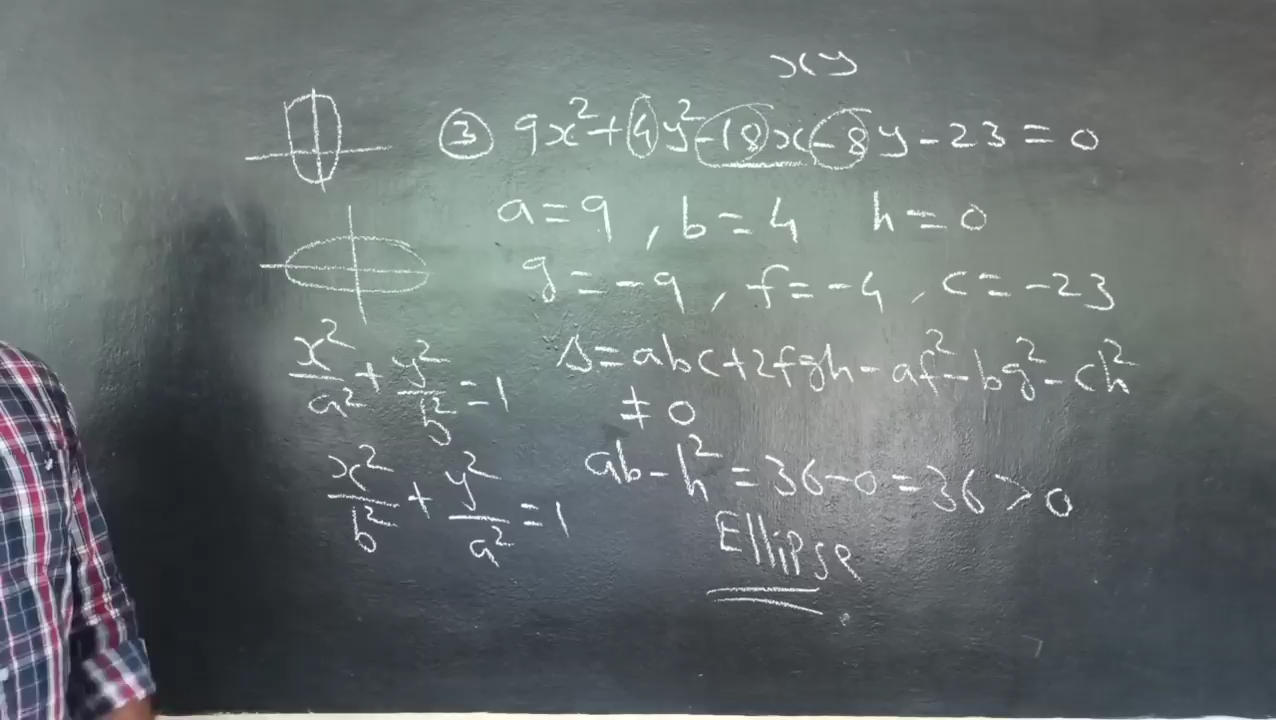 xy
③ 9x²+4y²-18x-8y-23=0
a=9, b=4 h=0
g=-9, f=-4, c=-23
x²/a²+y²/b²=1
Δ=abc+2fgh-af²-bg²-ch²
≠0
x²/b²+y²/a²=1
ab-h²=36-0=36>0
Ellipse